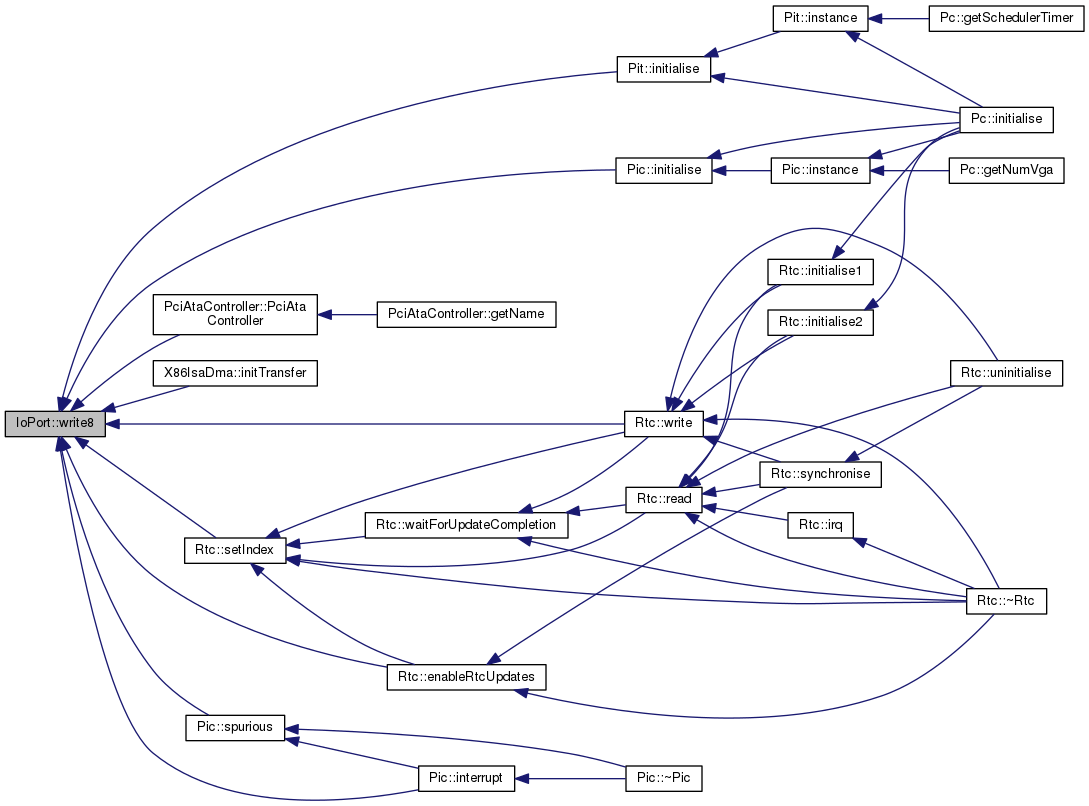 Pit::instance
Pc::getSchedulerTimer
Pit::initialise
Pc::initialise
Pic::initialise
Pic::instance
Pc::getNumVga
Rtc::initialise1
PciAtaController::PciAta
Controller
PciAtaController::getName
Rtc::initialise2
X86IsaDma::initTransfer
Rtc::uninitialise
IoPort::write8
Rtc::write
Rtc::synchronise
Rtc::read
Rtc::waitForUpdateCompletion
Rtc::irq
Rtc::setIndex
Rtc::~Rtc
Rtc::enableRtcUpdates
Pic::spurious
Pic::interrupt
Pic::~Pic